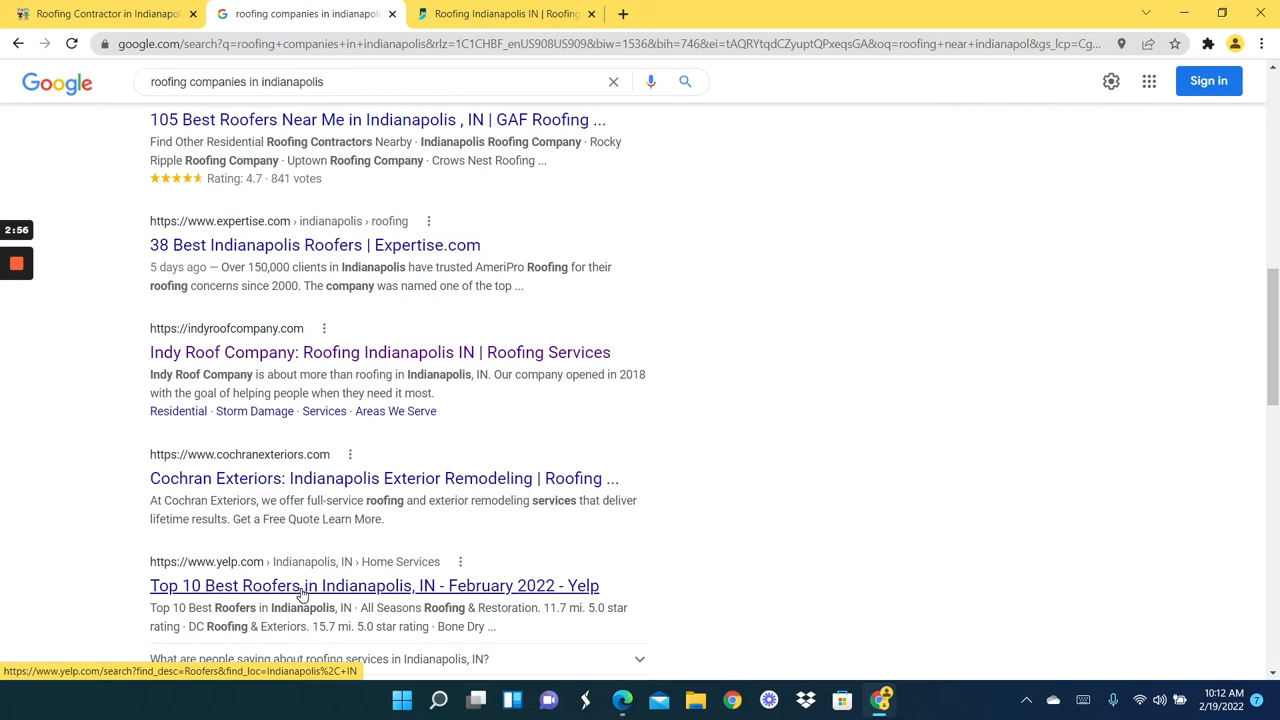 Roofing Contractor in Indianapol
roofing companies in indianapol
Roofing Indianapolis IN | Roofing
google.com/search?q=roofing+companies+in+indianapolis&rlz=1C1CHBF_enUS908US909&biw=1536&bih=746&ei=tAQRYtqdCZyuptQPxeqsGA&oq=roofing+near+indianapol&gs_lcp=Cg...
Google
roofing companies in indianapolis
Sign in
105 Best Roofers Near Me in Indianapolis , IN | GAF Roofing ...
Find Other Residential Roofing Contractors Nearby · Indianapolis Roofing Company · Rocky
Ripple Roofing Company · Uptown Roofing Company · Crows Nest Roofing ...
Rating: 4.7 · 841 votes
2:56
https://www.expertise.com › indianapolis › roofing
38 Best Indianapolis Roofers | Expertise.com
5 days ago — Over 150,000 clients in Indianapolis have trusted AmeriPro Roofing for their
roofing concerns since 2000. The company was named one of the top ...
https://indyroofcompany.com
Indy Roof Company: Roofing Indianapolis IN | Roofing Services
Indy Roof Company is about more than roofing in Indianapolis, IN. Our company opened in 2018
with the goal of helping people when they need it most.
Residential · Storm Damage · Services · Areas We Serve
https://www.cochranexteriors.com
Cochran Exteriors: Indianapolis Exterior Remodeling | Roofing ...
At Cochran Exteriors, we offer full-service roofing and exterior remodeling services that deliver
lifetime results. Get a Free Quote Learn More.
https://www.yelp.com › Indianapolis, IN › Home Services
Top 10 Best Roofers in Indianapolis, IN - February 2022 - Yelp
Top 10 Best Roofers in Indianapolis, IN · All Seasons Roofing & Restoration. 11.7 mi. 5.0 star
rating · DC Roofing & Exteriors. 15.7 mi. 5.0 star rating · Bone Dry ...
What are people saying about roofing services in Indianapolis, IN?
https://www.yelp.com/search?find_desc=Roofers&find_loc=Indianapolis%2C+IN
10:12 AM
2/19/2022
7